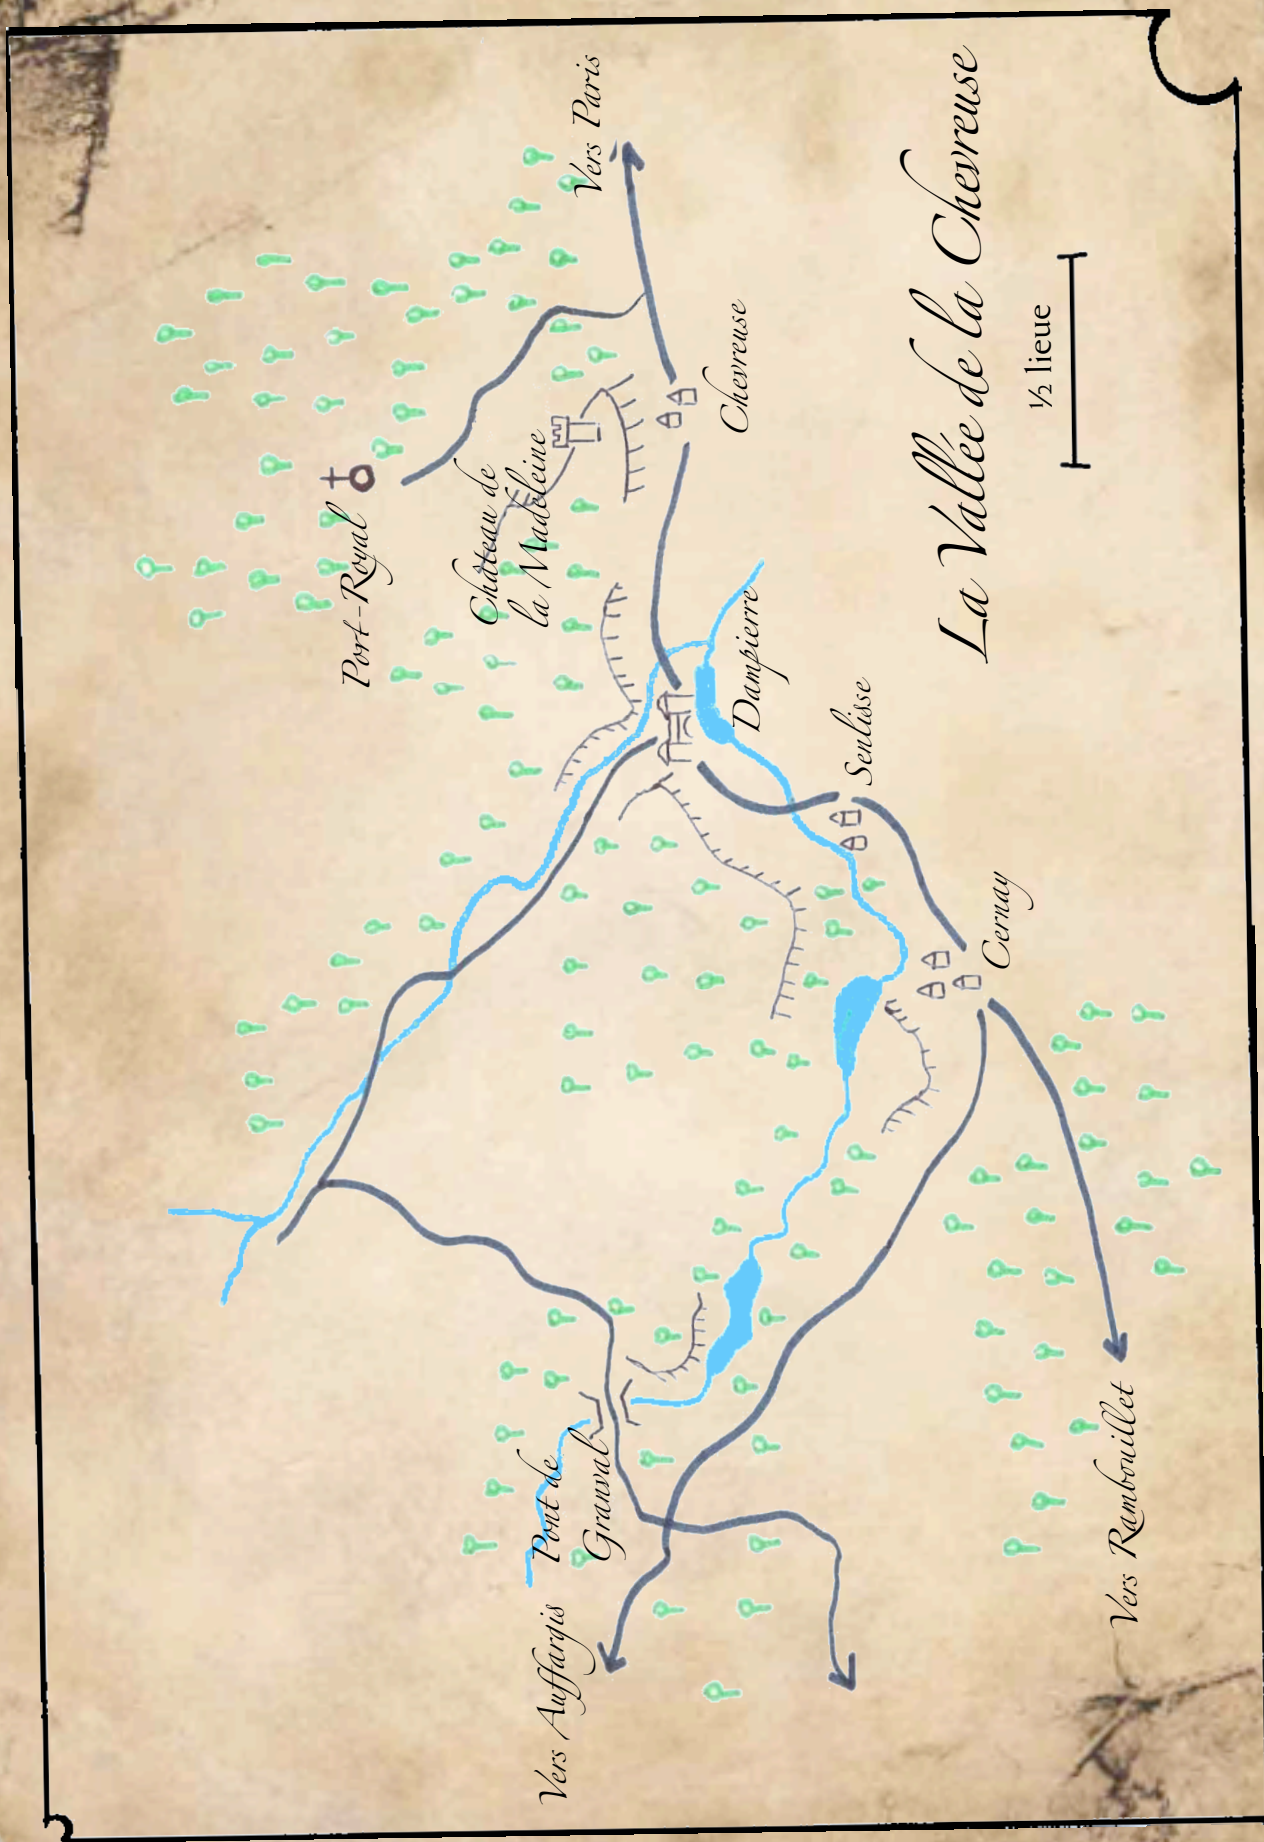 Port-Royal
Vers Paris
Château de
la Madeleine
Chevreuse
Dampierre
Senlisse
Cernay
Pont de
Granval
Vers Auffargis
Vers Rambouillet
La Vallée de la Chevreuse
½ lieue